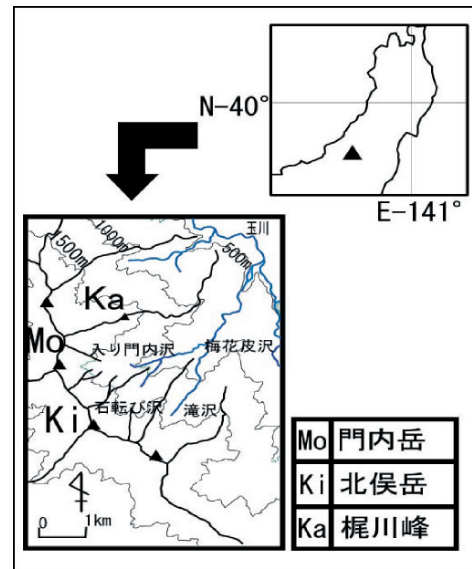 N-40°
E-141°
玉川
1000m
1500m
500m
Ka
Mo
入り門内沢
梅花皮沢
石転び沢
滝沢
Ki
0 1km
Mo 門内岳
Ki 北俣岳
Ka 梶川峰